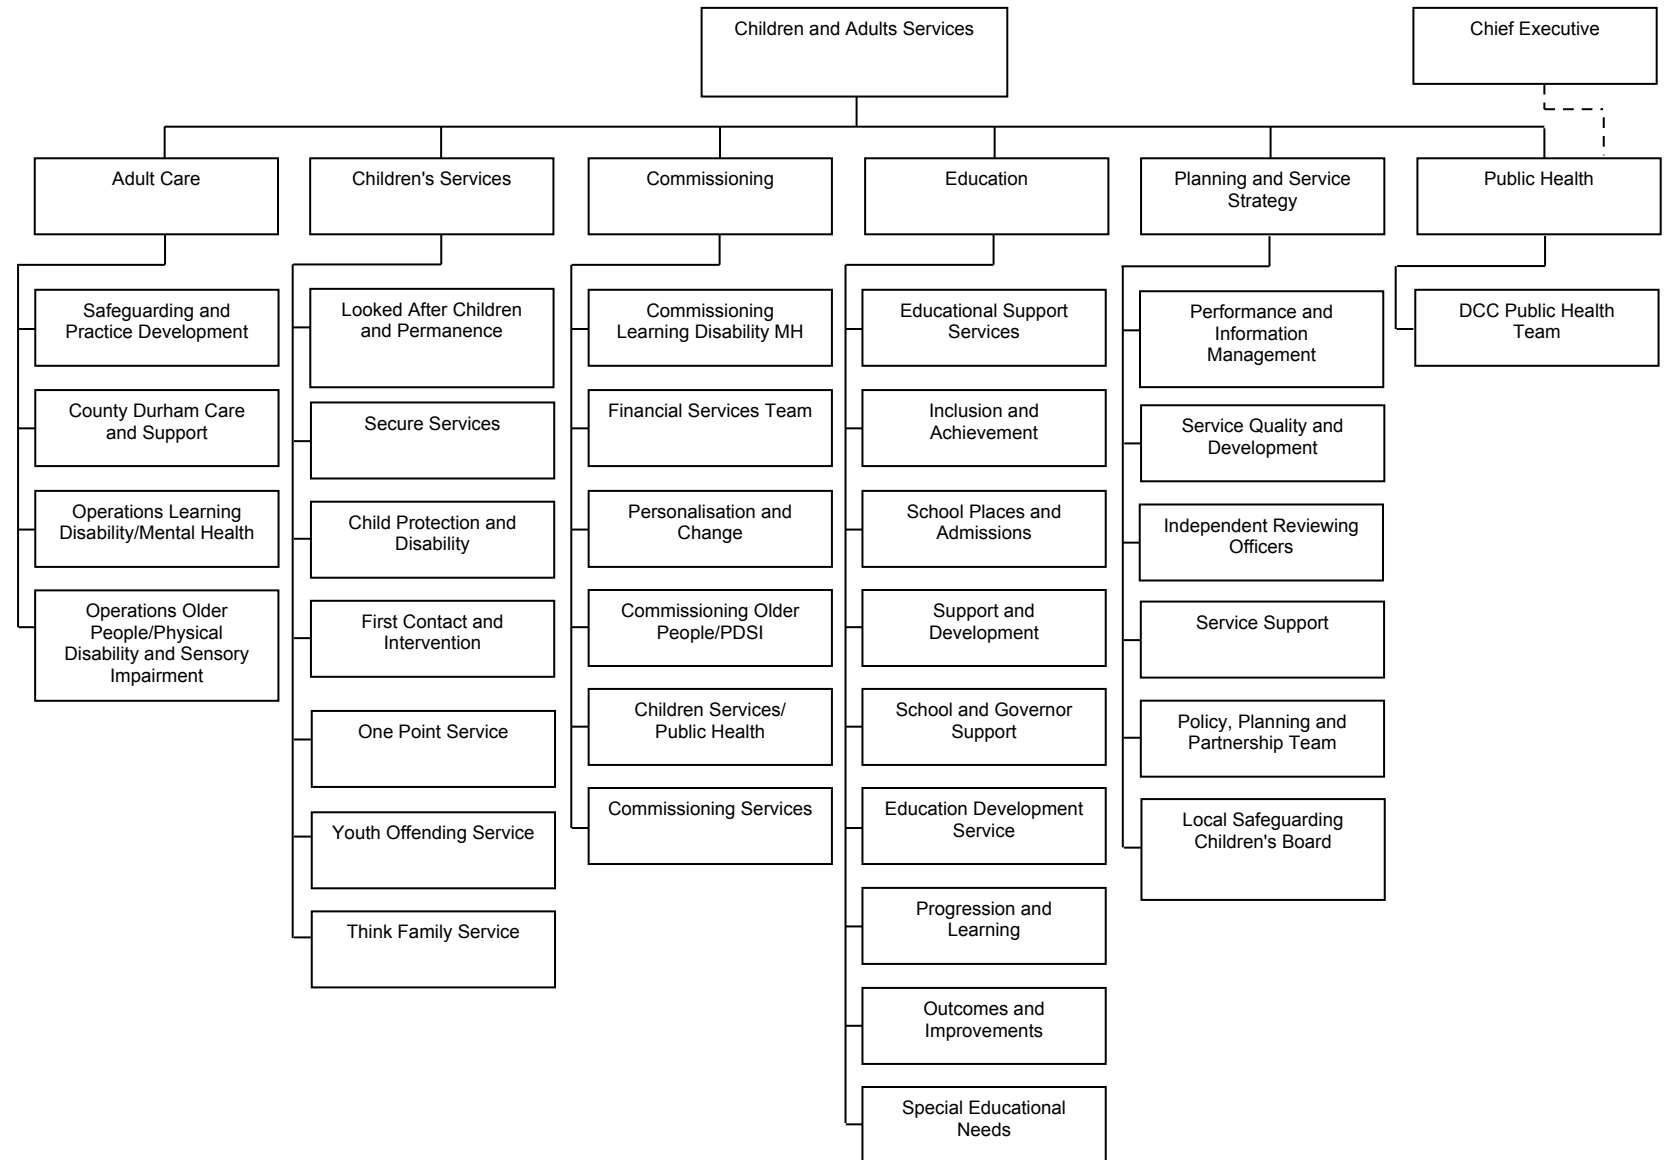 Children and Adults Services
Chief Executive
Adult Care
Children's Services
Commissioning
Education
Planning and Service
Strategy
Public Health
Safeguarding and
Practice Development
County Durham Care
and Support
Operations Learning
Disability/Mental Health
Operations Older
People/Physical
Disability and Sensory
Impairment
Looked After Children
and Permanence
Secure Services
Child Protection and
Disability
First Contact and
Intervention
One Point Service
Youth Offending Service
Think Family Service
Commissioning
Learning Disability MH
Financial Services Team
Personalisation and
Change
Commissioning Older
People/PDSI
Children Services/
Public Health
Commissioning Services
Educational Support
Services
Inclusion and
Achievement
School Places and
Admissions
Support and
Development
School and Governor
Support
Education Development
Service
Progression and
Learning
Outcomes and
Improvements
Special Educational
Needs
Performance and
Information
Management
Service Quality and
Development
Independent Reviewing
Officers
Service Support
Policy, Planning and
Partnership Team
Local Safeguarding
Children's Board
DCC Public Health
Team